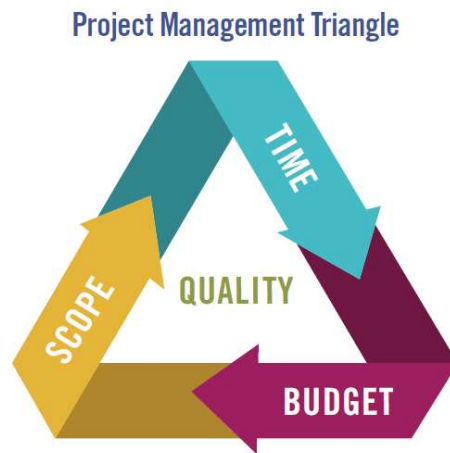 Project Management Triangle
TIME
SCOPE
QUALITY
BUDGET